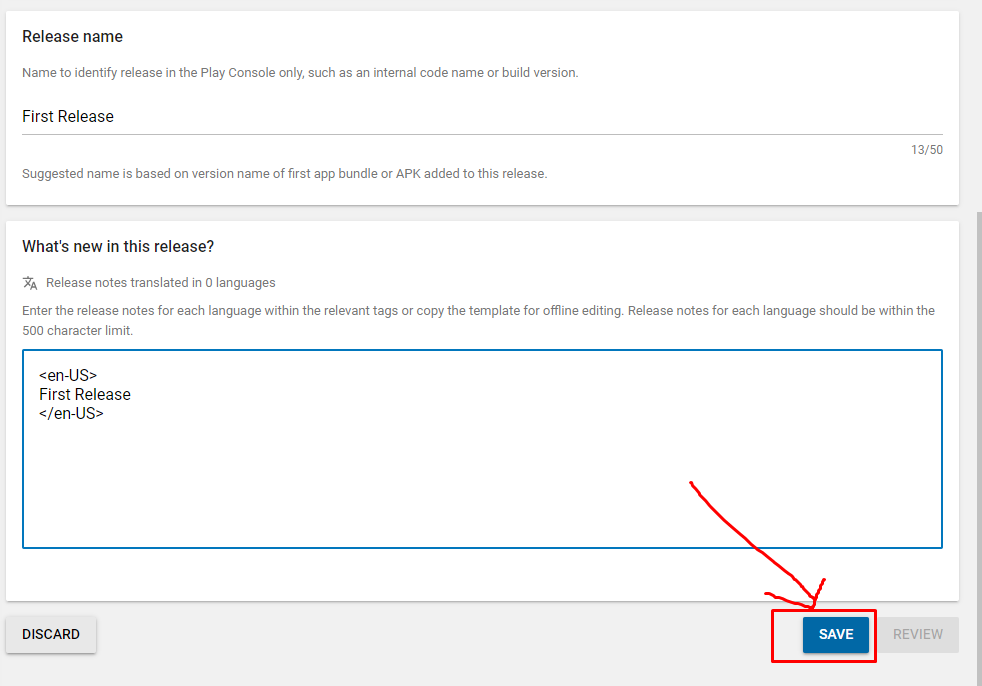 Release name
Name to identify release in the Play Console only, such as an internal code name or build version.
First Release
13/50
Suggested name is based on version name of first app bundle or APK added to this release.
What's new in this release?
Release notes translated in 0 languages
Enter the release notes for each language within the relevant tags or copy the template for offline editing. Release notes for each language should be within the
500 character limit.
<en-US>
First Release
</en-US>
DISCARD
SAVE
REVIEW